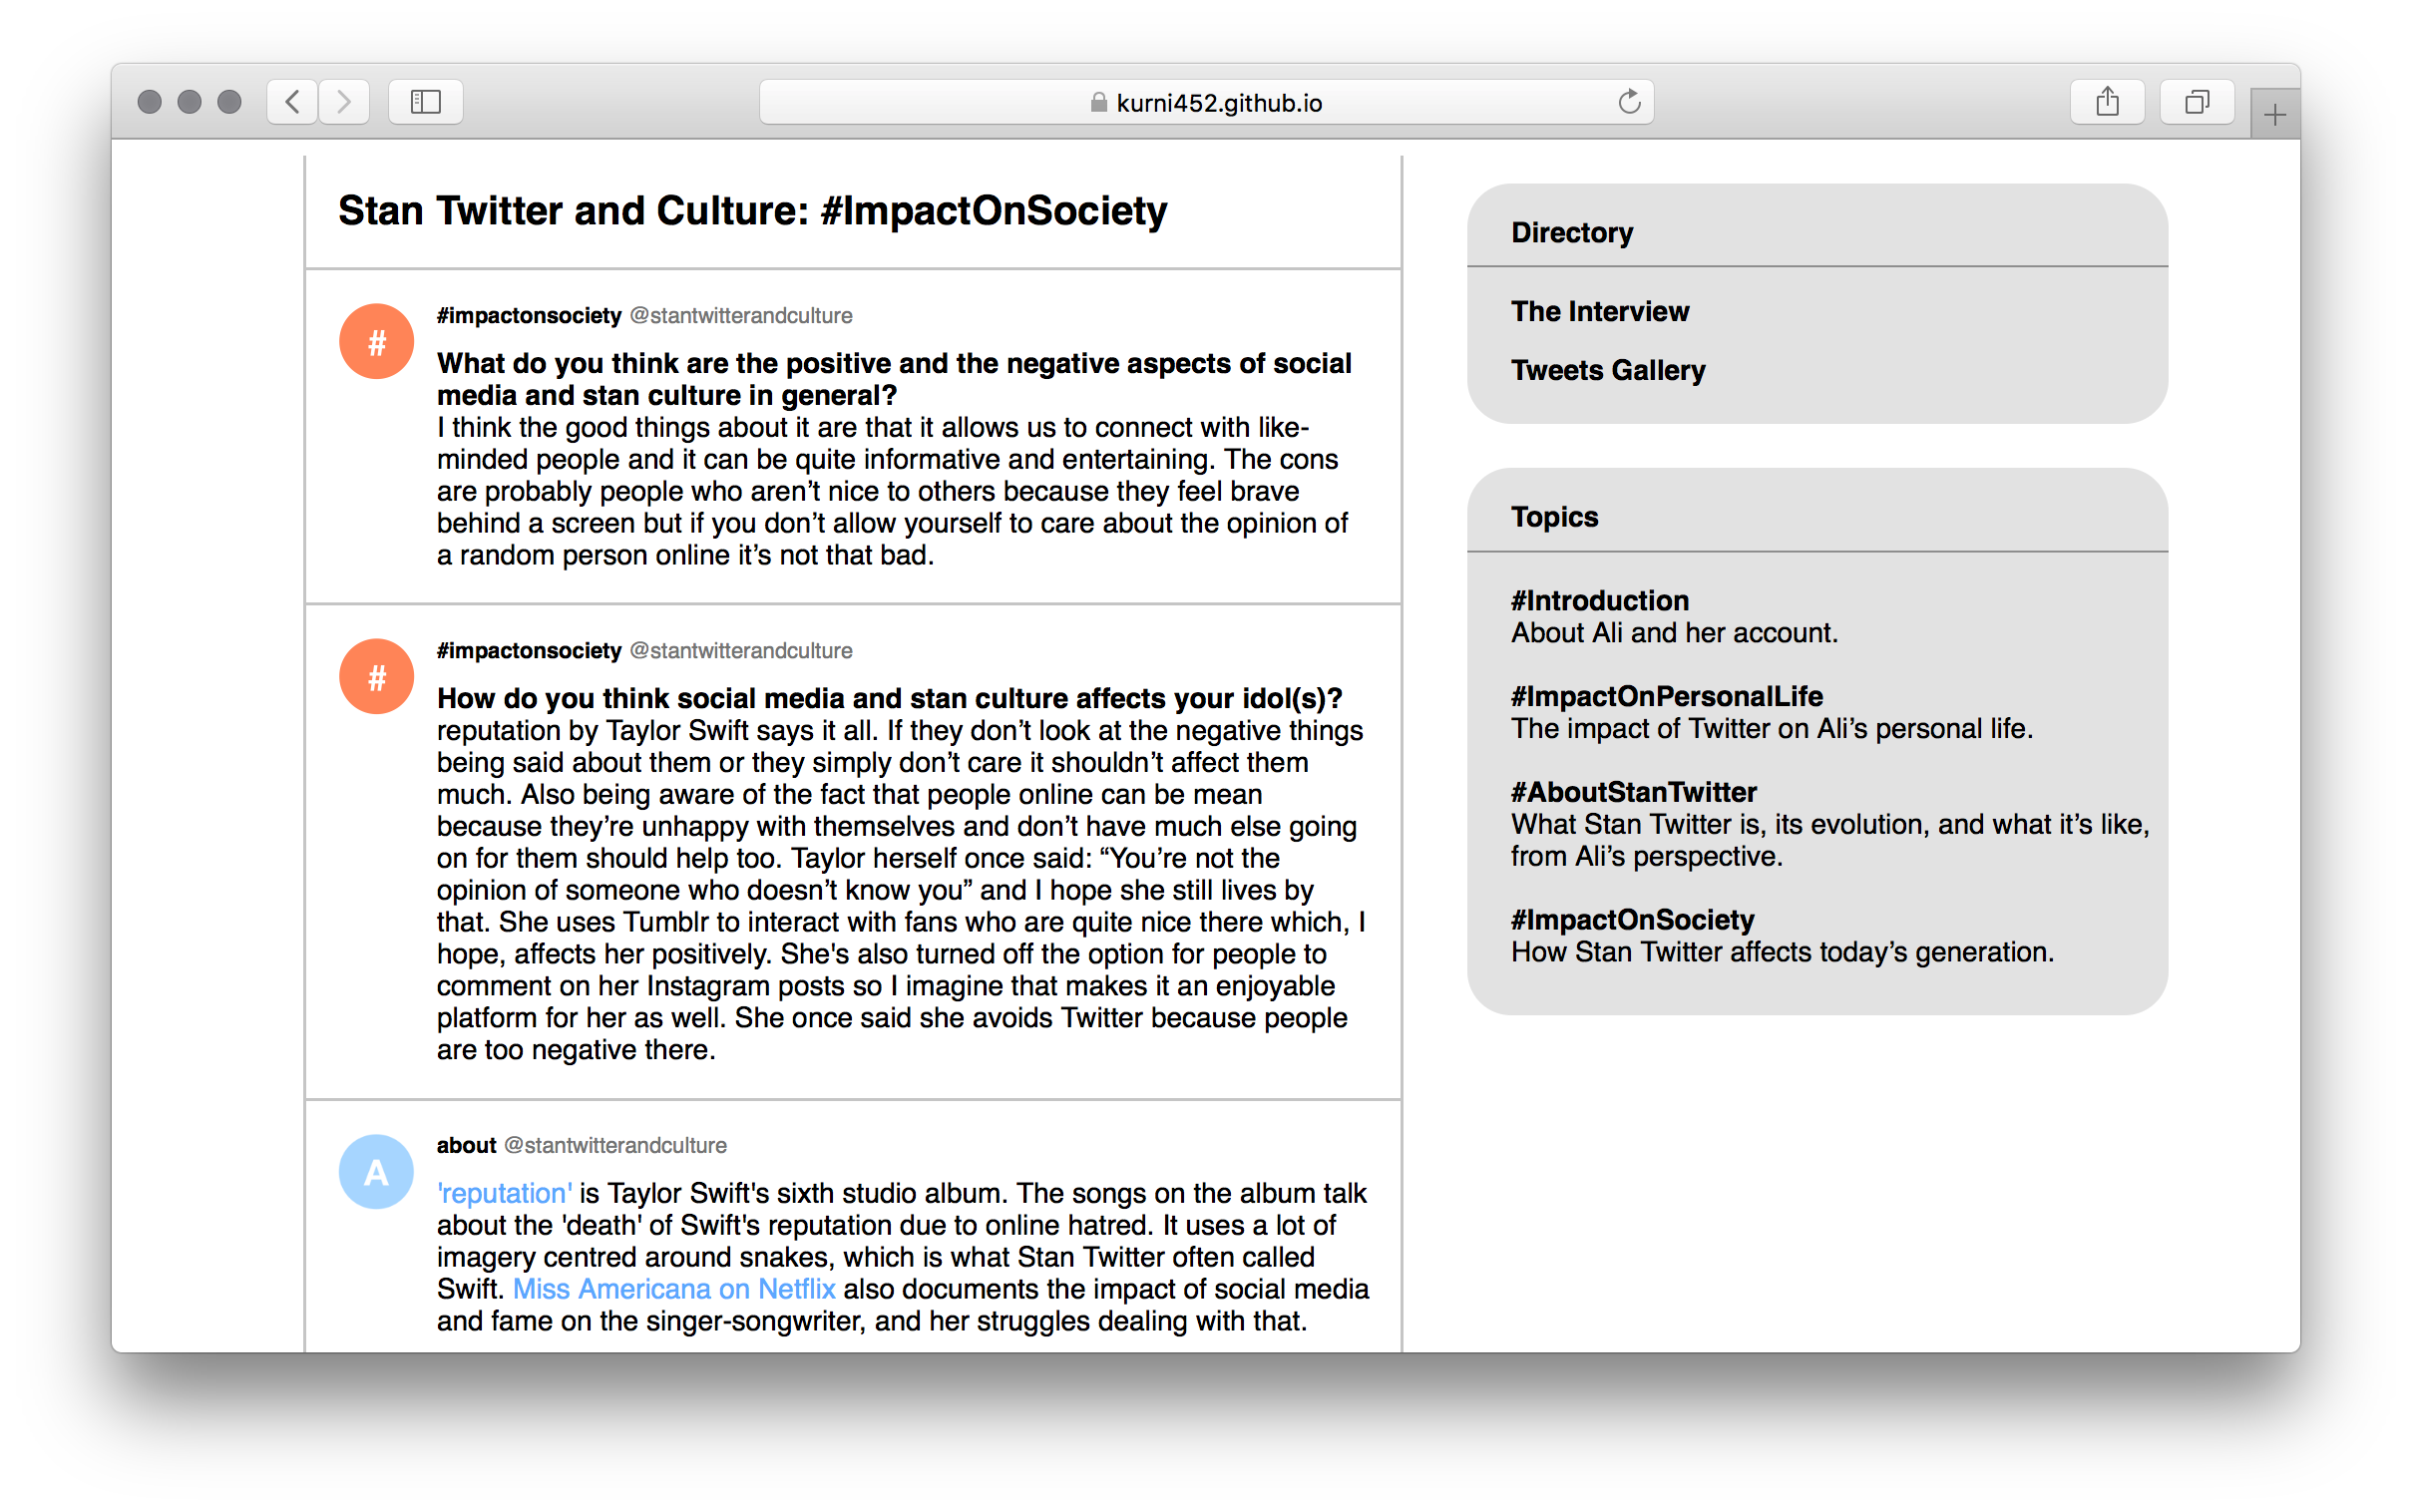 kurni452.github.io
Stan Twitter and Culture: #ImpactOnSociety
#
#impactonsociety @stantwitterandculture
What do you think are the positive and the negative aspects of social
media and stan culture in general?
I think the good things about it are that it allows us to connect with like-
minded people and it can be quite informative and entertaining. The cons
are probably people who aren’t nice to others because they feel brave
behind a screen but if you don’t allow yourself to care about the opinion of
a random person online it’s not that bad.
#
#impactonsociety @stantwitterandculture
How do you think social media and stan culture affects your idol(s)?
reputation by Taylor Swift says it all. If they don’t look at the negative things
being said about them or they simply don’t care it shouldn’t affect them
much. Also being aware of the fact that people online can be mean
because they’re unhappy with themselves and don’t have much else going
on for them should help too. Taylor herself once said: “You’re not the
opinion of someone who doesn’t know you” and I hope she still lives by
that. She uses Tumblr to interact with fans who are quite nice there which, I
hope, affects her positively. She's also turned off the option for people to
comment on her Instagram posts so I imagine that makes it an enjoyable
platform for her as well. She once said she avoids Twitter because people
are too negative there.
A
about @stantwitterandculture
'reputation' is Taylor Swift's sixth studio album. The songs on the album talk
about the 'death' of Swift's reputation due to online hatred. It uses a lot of
imagery centred around snakes, which is what Stan Twitter often called
Swift. Miss Americana on Netflix also documents the impact of social media
and fame on the singer-songwriter, and her struggles dealing with that.
Directory
The Interview
Tweets Gallery
Topics
#Introduction
About Ali and her account.
#ImpactOnPersonalLife
The impact of Twitter on Ali’s personal life.
#AboutStanTwitter
What Stan Twitter is, its evolution, and what it’s like,
from Ali’s perspective.
#ImpactOnSociety
How Stan Twitter affects today’s generation.